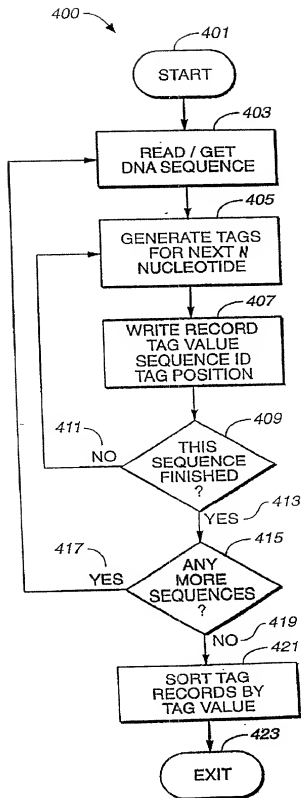 400
401
START
403
READ / GET
DNA SEQUENCE
405
GENERATE TAGS
FOR NEXT N
NUCLEOTIDE
407
WRITE RECORD
TAG VALUE
SEQUENCE ID
TAG POSITION
409
411
NO
THIS
SEQUENCE
FINISHED
?
413
YES
415
417
YES
ANY
MORE
SEQUENCES
?
419
NO
421
SORT TAG
RECORDS BY
TAG VALUE
423
EXIT